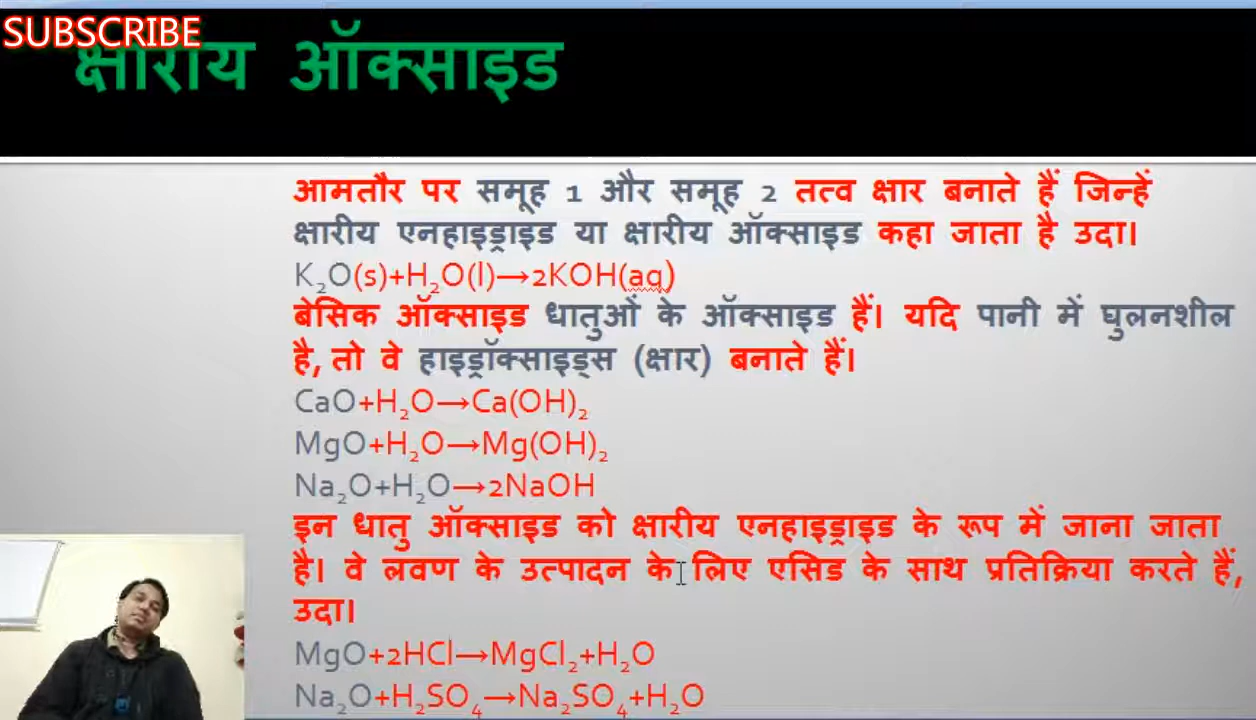 SUBSCRIBE
क्षारीय ऑक्साइड
आमतौर पर समूह 1 और समूह 2 तत्व क्षार बनाते हैं जिन्हें
क्षारीय एनहाइड्राइड या क्षारीय ऑक्साइड कहा जाता है उदा।
K₂O(s)+H₂O(l)→2KOH(aq)
बेसिक ऑक्साइड धातुओं के ऑक्साइड हैं। यदि पानी में घुलनशील
है, तो वे हाइड्रॉक्साइड्स (क्षार) बनाते हैं।
CaO+H₂O→Ca(OH)₂
MgO+H₂O→Mg(OH)₂
Na₂O+H₂O→2NaOH
इन धातु ऑक्साइड को क्षारीय एनहाइड्राइड के रूप में जाना जाता
है। वे लवण के उत्पादन के लिए एसिड के साथ प्रतिक्रिया करते हैं,
उदा।
MgO+2HCl→MgCl₂+H₂O
Na₂O+H₂SO₄→Na₂SO₄+H₂O